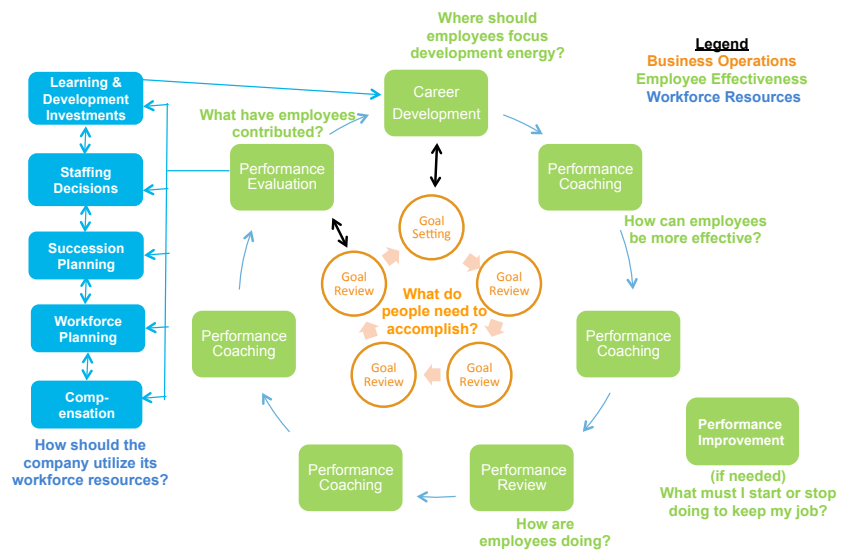 Where should
employees focus
development energy?
Legend
Business Operations
Employee Effectiveness
Workforce Resources
Learning &
Development
Investments
Career
Development
What have employees
contributed?
Performance
Evaluation
Performance
Coaching
Staffing
Decisions
Goal
Setting
How can employees
be more effective?
Succession
Planning
Goal
Review
Goal
Review
What do
people need to
accomplish?
Workforce
Planning
Performance
Coaching
Performance
Coaching
Goal
Review
Goal
Review
Comp-
ensation
Performance
Improvement
How should the
company utilize its
workforce resources?
Performance
Coaching
Performance
Review
(if needed)
What must I start or stop
doing to keep my job?
How are
employees doing?